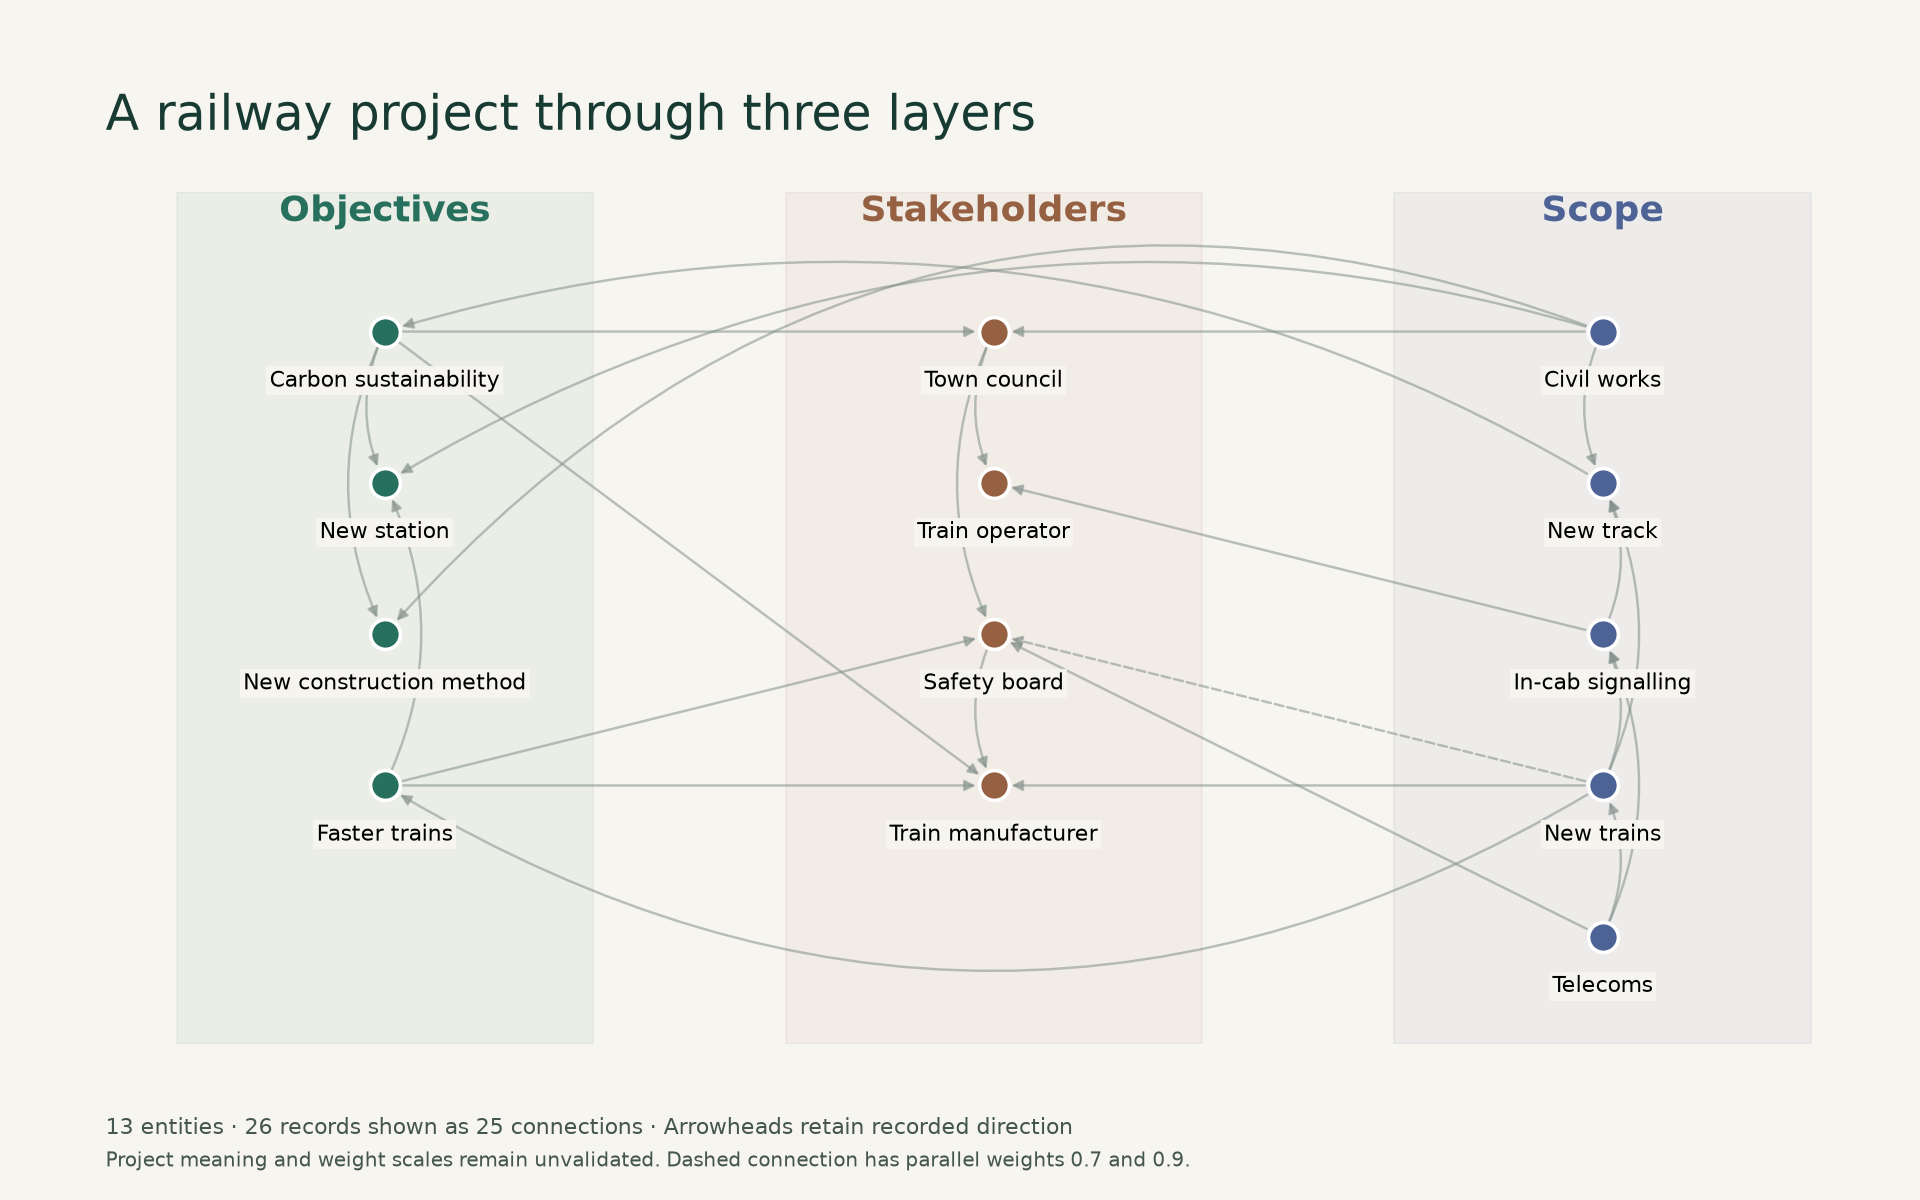 A railway project through three layers
Objectives
Stakeholders
Scope
Carbon sustainability
Town council
Civil works
New station
Train operator
New track
New construction method
Safety board
In-cab signalling
Faster trains
Train manufacturer
New trains
Telecoms
13 entities · 26 records shown as 25 connections · Arrowheads retain recorded direction
Project meaning and weight scales remain unvalidated. Dashed connection has parallel weights 0.7 and 0.9.